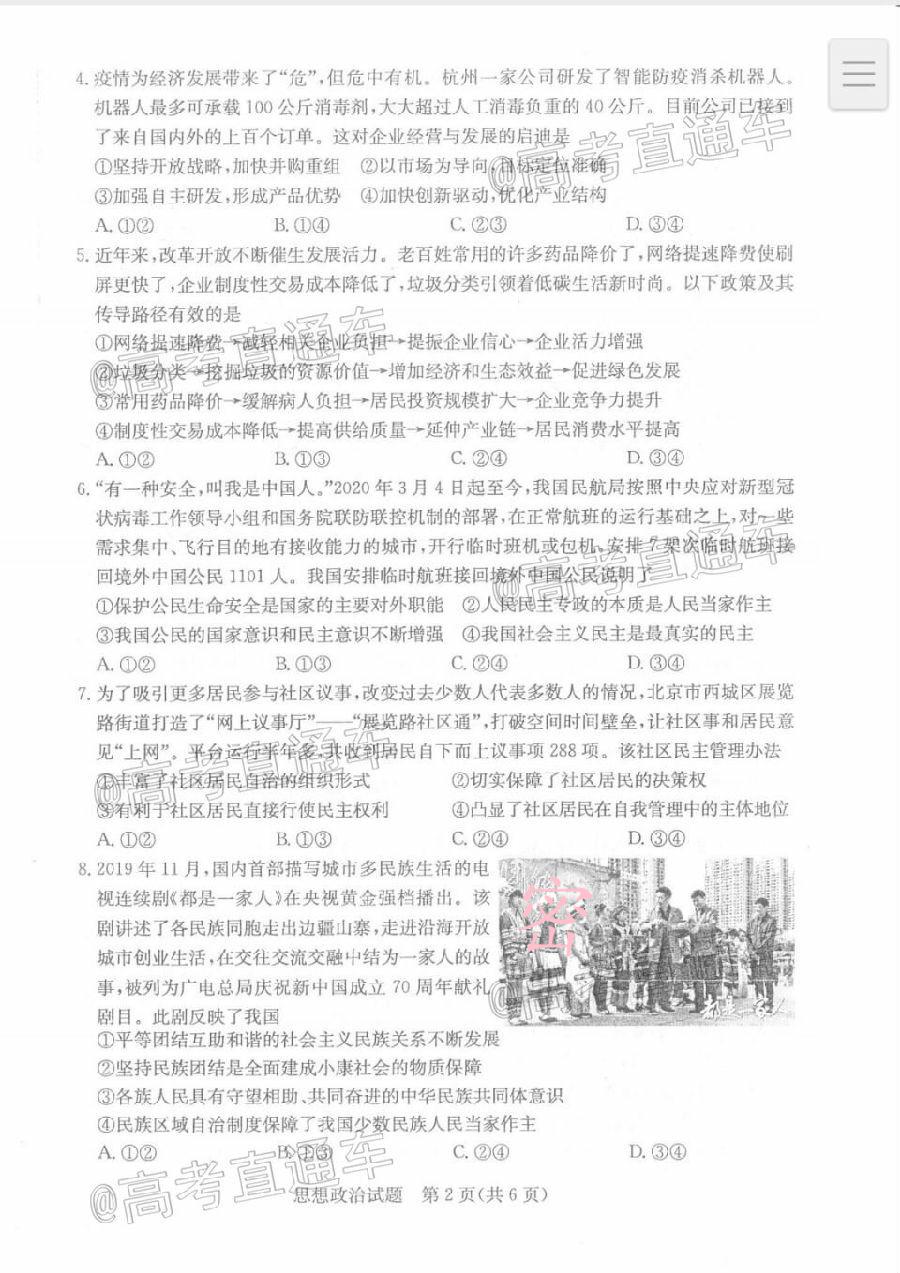 4. 疫情为经济发展带来了“危”,但危中有机。杭州一家公司研发了智能防疫消杀机器人。
机器人最多可承载 100 公斤消毒剂,大大超过人工消毒负重的 40 公斤。目前公司已接到
了来自国内外的上百个订单。这对企业经营与发展的启迪是
①坚持开放战略,加快并购重组 ②以市场为导向,目标定位准确
③加强自主研发,形成产品优势 ④加快创新驱动,优化产业结构
A. ①② B. ①④ C. ②③ D. ③④
5. 近年来,改革开放不断催生发展活力。老百姓常用的许多药品降价了,网络提速降费使刷
屏更快了,企业制度性交易成本降低了,垃圾分类引领着低碳生活新时尚。以下政策及其
传导路径有效的是
①网络提速降费→减轻相关企业负担→提振企业信心→企业活力增强
②垃圾分类→挖掘垃圾的资源价值→增加经济和生态效益→促进绿色发展
③常用药品降价→缓解病人负担→居民投资规模扩大→企业竞争力提升
④制度性交易成本降低→提高供给质量→延伸产业链→居民消费水平提高
A. ①② B. ①③ C. ②④ D. ③④
6. “有一种安全,叫我是中国人。”2020 年 3 月 4 日起至今,我国民航局按照中央应对新型冠
状病毒工作领导小组和国务院联防联控机制的部署,在正常航班的运行基础之上,对一些
需求集中、飞行目的地有接收能力的城市,开行临时班机或包机、安排 7 架次临时航班接
回境外中国公民 1101 人。我国安排临时航班接回境外中国公民说明了
①保护公民生命安全是国家的主要对外职能 ②人民民主专政的本质是人民当家作主
③我国公民的国家意识和民主意识不断增强 ④我国社会主义民主是最真实的民主
A. ①② B. ①③ C. ②④ D. ③④
7. 为了吸引更多居民参与社区议事,改变过去少数人代表多数人的情况,北京市西城区展览
路街道打造了“网上议事厅”——“展览路社区通”,打破空间时间壁垒,让社区事和居民意
见“上网”。平台运行半年多,共收到居民自下而上议事项 288 项。该社区民主管理办法
①丰富了社区居民自治的组织形式 ②切实保障了社区居民的决策权
③有利于社区居民直接行使民主权利 ④凸显了社区居民在自我管理中的主体地位
A. ①② B. ①③ C. ②④ D. ③④
8. 2019 年 11 月,国内首部描写城市多民族生活的电
视连续剧《都是一家人》在央视黄金强档播出。该
剧讲述了各民族同胞走出边疆山寨,走进沿海开放
城市创业生活,在交往交流交融中结为一家人的故
事,被列为广电总局庆祝新中国成立 70 周年献礼
剧目。此剧反映了我国
密
都是一家人
①平等团结互助和谐的社会主义民族关系不断发展
②坚持民族团结是全面建成小康社会的物质保障
③各族人民具有守望相助、共同奋进的中华民族共同体意识
④民族区域自治制度保障了我国少数民族人民当家作主
A. ①② B. ①③ C. ②④ D. ③④
思想政治试题 第 2 页(共 6 页)
@高考直通车
@高考直通车
@高考直通车
@高考直通车
@高考直通车
@高考直通车